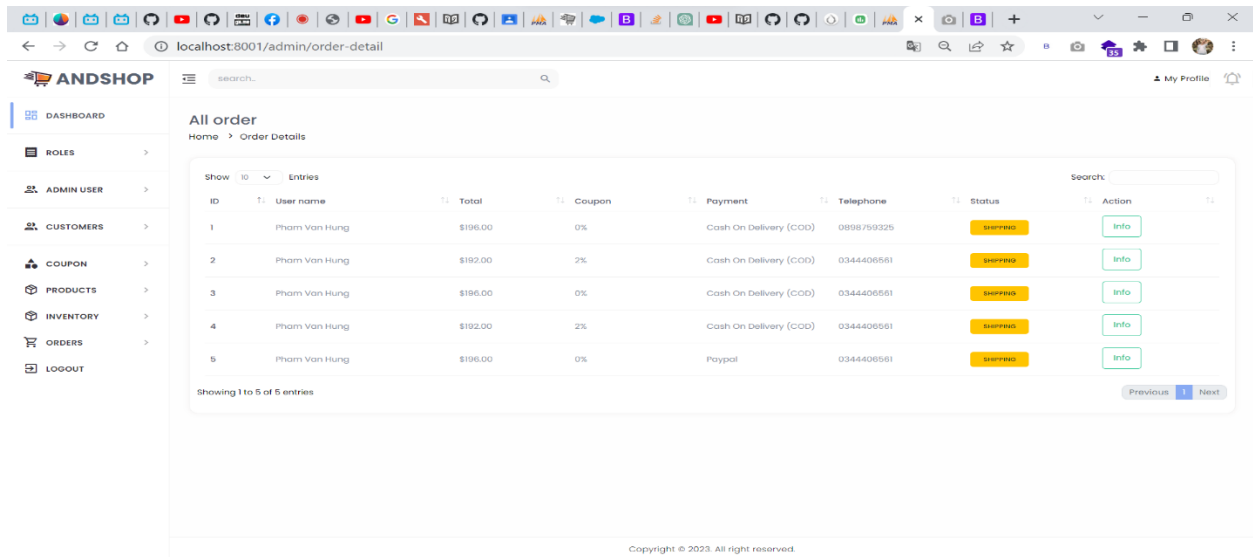 localhost:8001/admin/order-detail
35
ANDSHOP
search..
My Profile
DASHBOARD
ROLES
ADMIN USER
CUSTOMERS
COUPON
PRODUCTS
INVENTORY
ORDERS
LOGOUT
All order
Home > Order Details
Show 10 Entries
Search:
ID User name Total Coupon Payment Telephone Status Action
1 Pham Van Hung $196.00 0% Cash On Delivery (COD) 0898759325 SHIPPING Info
2 Pham Van Hung $192.00 2% Cash On Delivery (COD) 0344406561 SHIPPING Info
3 Pham Van Hung $196.00 0% Cash On Delivery (COD) 0344406561 SHIPPING Info
4 Pham Van Hung $192.00 2% Cash On Delivery (COD) 0344406561 SHIPPING Info
5 Pham Van Hung $196.00 0% Paypal 0344406561 SHIPPING Info
Showing 1 to 5 of 5 entries
Previous 1 Next
Copyright © 2023. All right reserved.